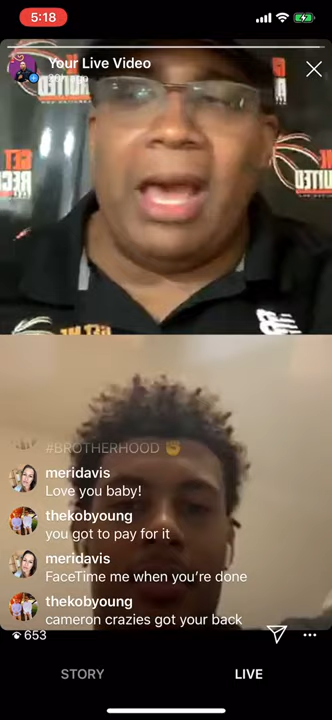 5:18
Your Live Video
#BROTHERHOOD ✊
meridavis
Love you baby!
thekobyoung
you got to pay for it
meridavis
FaceTime me when you're done
thekobyoung
cameron crazies got your back
653
STORY
LIVE